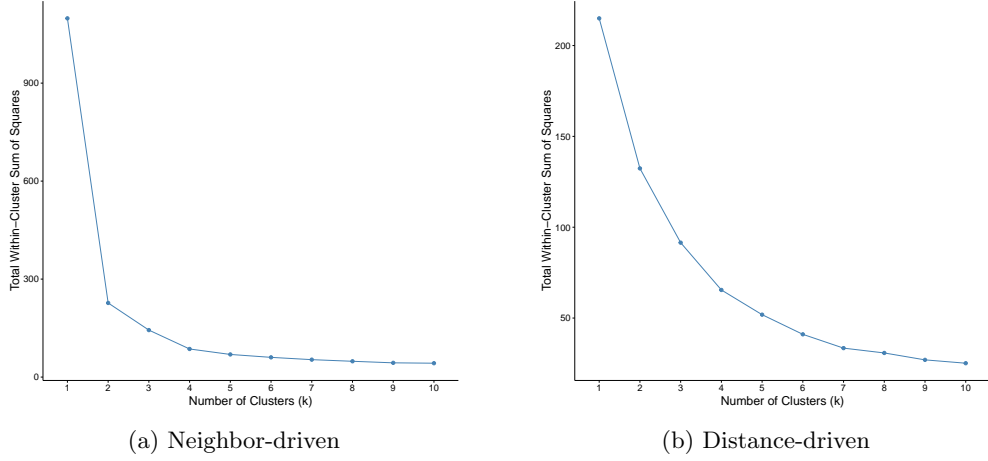 Total Within−Cluster Sum of Squares
900
600
300
0
1 2 3 4 5 6 7 8 9 10
Number of Clusters (k)
(a) Neighbor-driven
Total Within−Cluster Sum of Squares
200
150
100
50
1 2 3 4 5 6 7 8 9 10
Number of Clusters (k)
(b) Distance-driven